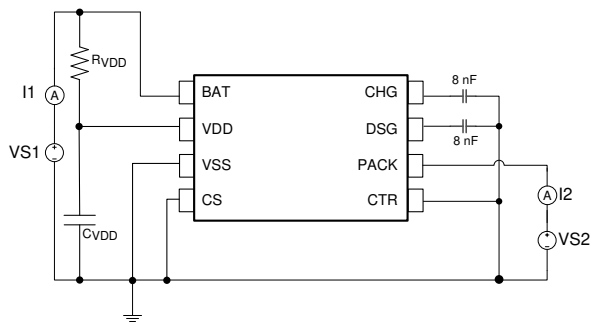 8 nF
RVDD
I1
A
BAT
CHG
VDD
DSG
8 nF
VS1
+
-
VSS
PACK
A
I2
CS
CTR
CVDD
+
-
VS2